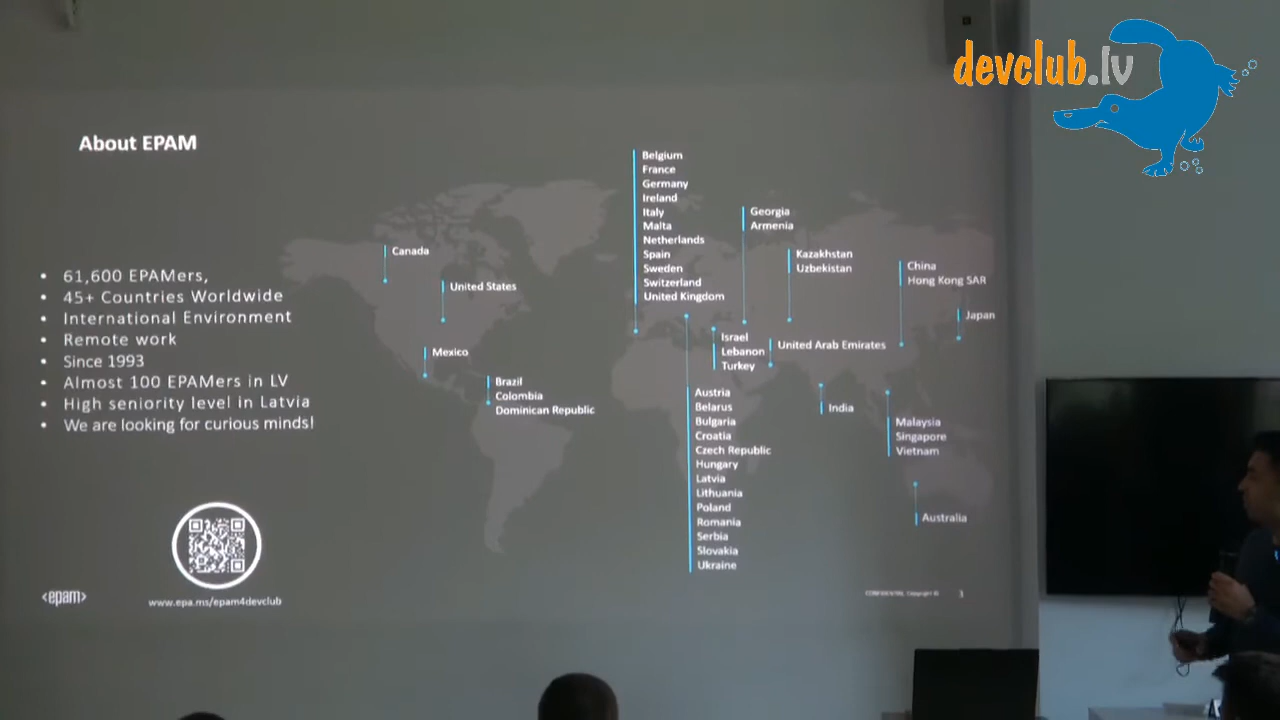 devclub.lv
About EPAM
61,600 EPAMers,
45+ Countries Worldwide
International Environment
Remote work
Since 1993
Almost 100 EPAMers in LV
High seniority level in Latvia
We are looking for curious minds!
www.epa.ms/epam4devclub
<epam>
Canada
United States
Mexico
Brazil
Colombia
Dominican Republic
Belgium
France
Germany
Ireland
Italy
Malta
Netherlands
Spain
Sweden
Switzerland
United Kingdom
Georgia
Armenia
Kazakhstan
Uzbekistan
China
Hong Kong SAR
Japan
Israel
Lebanon
Turkey
United Arab Emirates
Austria
Belarus
Bulgaria
Croatia
Czech Republic
Hungary
Latvia
Lithuania
Poland
Romania
Serbia
Slovakia
Ukraine
India
Malaysia
Singapore
Vietnam
Australia
CONFIDENTIAL Copyright ©
3